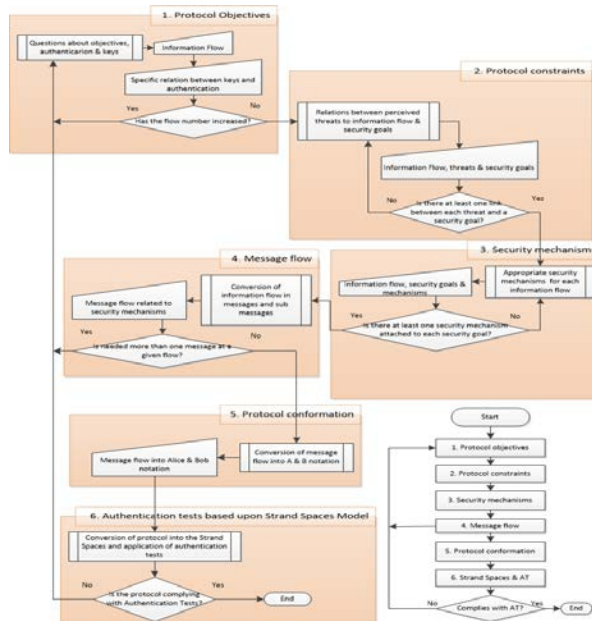 1. Protocol Objectives
Questions about objectives,
authentication & keys
Information Flow
Specific relation between keys and
authentication
Yes
No
Has the flow number increased?
2. Protocol constraints
Relations between perceived
threats to information flow &
security goals
Information Flow, threats & security goals
No
Yes
Is there at least one link
between each threat and a
security goal?
3. Security mechanisms
Appropriate security
mechanisms for each
information flow
Information flow, security goals &
mechanisms
Yes
No
Is there at least one security mechanism
attached to each security goal?
4. Message flow
Conversion of
information flow in
messages and sub
messages
Message flow related to
security mechanisms
Yes
No
Is needed more than one message at a
given flow?
5. Protocol conformation
Message flow into Alice & Bob
notation
Conversion of message
flow into A & B notation
6. Authentication tests based upon Strand Spaces Model
Conversion of protocol into the Strand
Spaces and application of authentication
tests
No
Yes
Is the protocol complying
with Authentication Tests?
End
Start
1. Protocol objectives
2. Protocol constraints
3. Security mechanisms
4. Message flow
5. Protocol conformation
6. Strand Spaces & AT
No
Complies with AT?
Yes
End